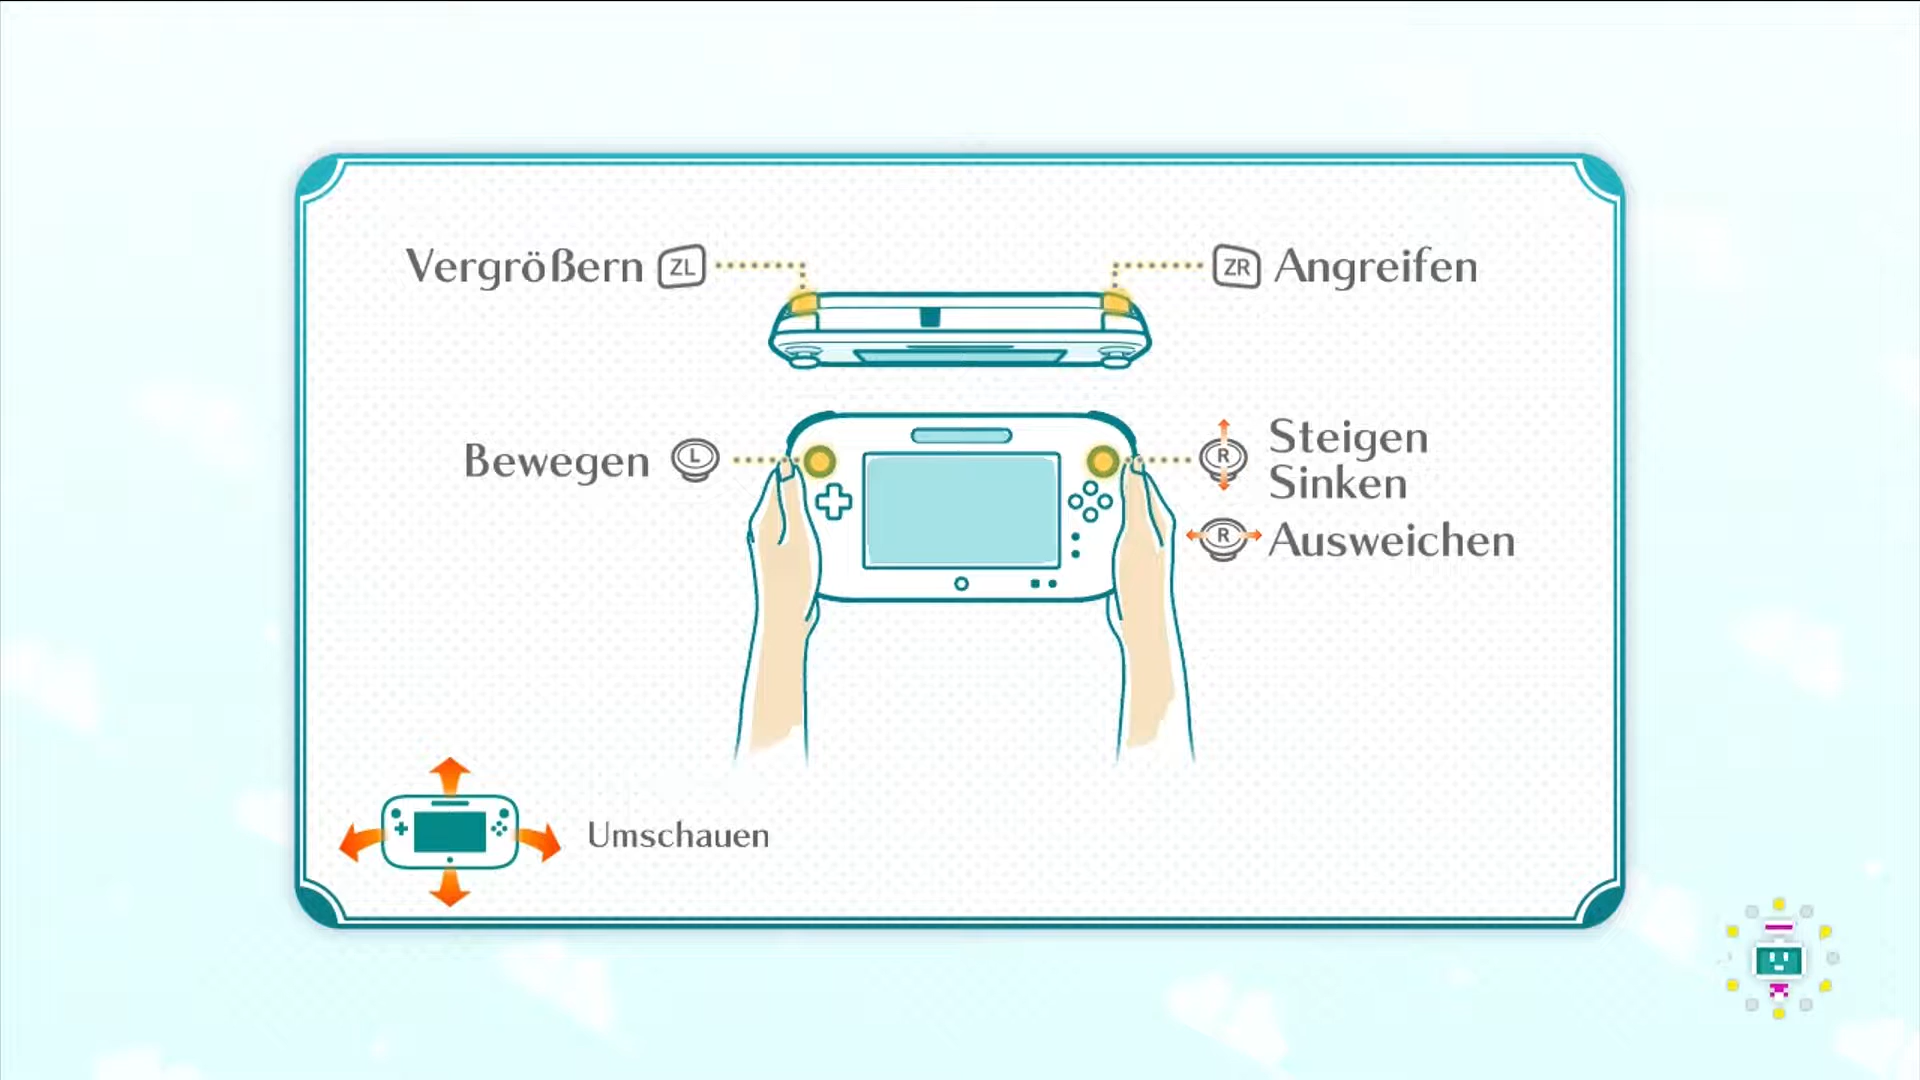 Vergrößern ZL
ZR Angreifen
Bewegen L
R Steigen
Sinken
R Ausweichen
Umschauen